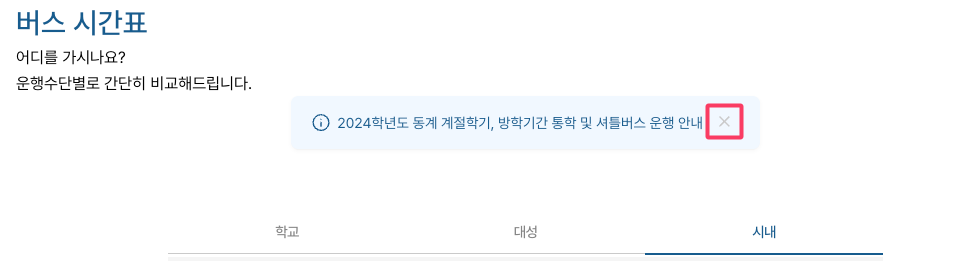 버스 시간표
어디를 가시나요?
운행수단별로 간단히 비교해드립니다.
2024학년도 동계 계절학기, 방학기간 통학 및 셔틀버스 운행 안내
학교 대성 시내